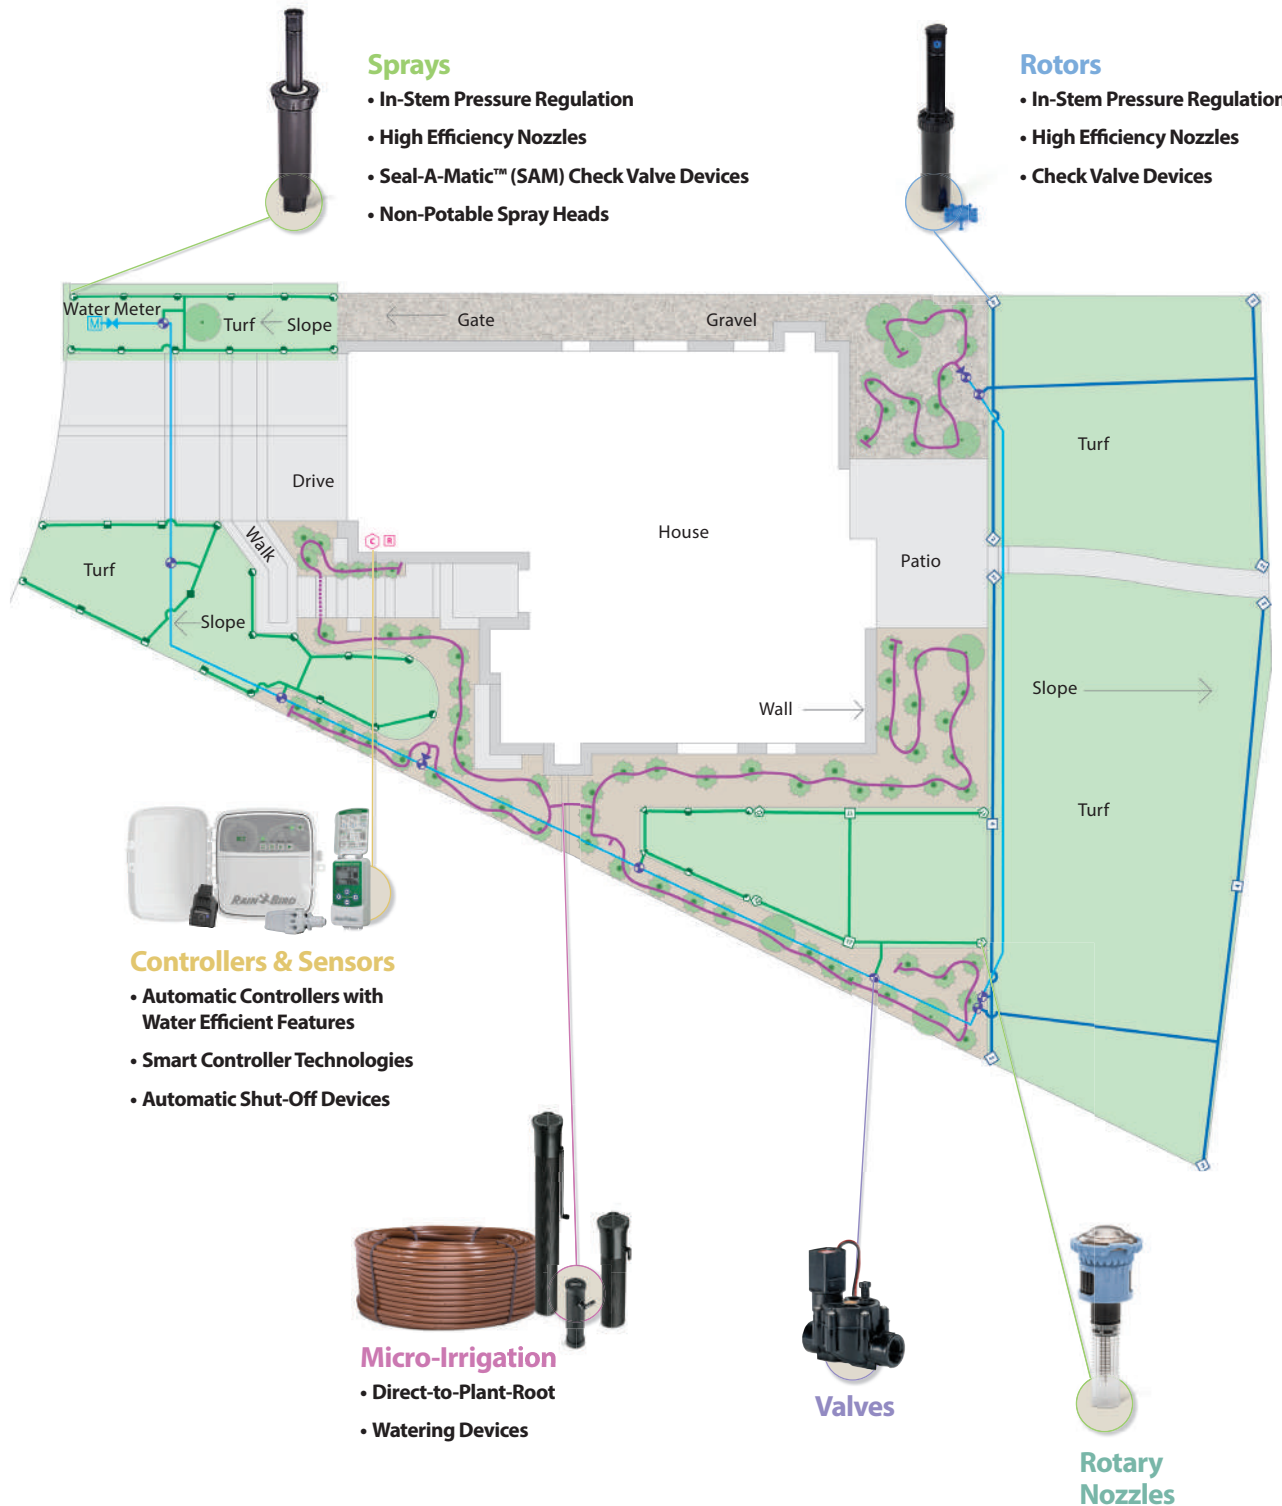 Sprays
• In-Stem Pressure Regulation
• High Efficiency Nozzles
• Seal-A-Matic™ (SAM) Check Valve Devices
• Non-Potable Spray Heads
Rotors
• In-Stem Pressure Regulation
• High Efficiency Nozzles
• Check Valve Devices
Water Meter
M
Turf
Slope
Gate
Gravel
Turf
Drive
House
Walk
C
R
Patio
Turf
Slope
Slope
Wall
Turf
RAIN BIRD
Controllers & Sensors
• Automatic Controllers with
Water Efficient Features
• Smart Controller Technologies
• Automatic Shut-Off Devices
Micro-Irrigation
• Direct-to-Plant-Root
• Watering Devices
Valves
Rotary
Nozzles